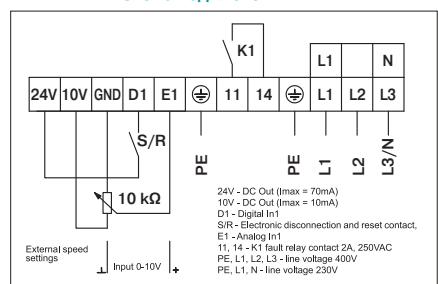 K1
L1
N
24V 10V GND D1 E1 11 14 L1 L2 L3
S/R
PE
PE
L1
L2
L3/N
10 kΩ
24V - DC Out (Imax = 70mA)
10V - DC Out (Imax = 10mA)
D1 - Digital In1
S/R - Electronic disconnection and reset contact,
E1 - Analog In1
11, 14 - K1 fault relay contact 2A, 250VAC
PE, L1, L2, L3 - line voltage 400V
PE, L1, N - line voltage 230V
External speed
settings
Input 0-10V
+